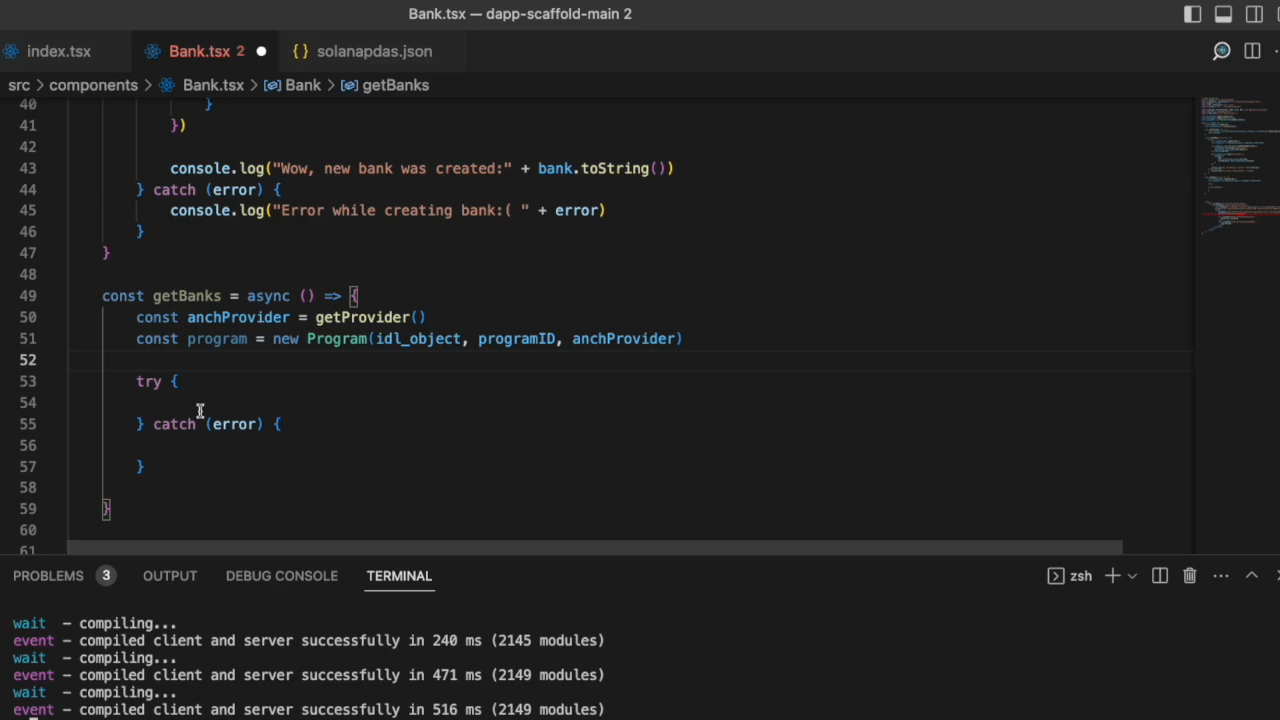 Bank.tsx — dapp-scaffold-main 2
index.tsx
Bank.tsx 2
{} solanapdas.json
src > components > Bank.tsx > Bank > getBanks
40 }
41 })
42
43 console.log("Wow, new bank was created:" + bank.toString())
44 } catch (error) {
45 console.log("Error while creating bank:( " + error)
46 }
47 }
48
49 const getBanks = async () => {
50 const anchProvider = getProvider()
51 const program = new Program(idl_object, programID, anchProvider)
52
53 try {
54
55 } catch (error) {
56
57 }
58
59 }
60
61
PROBLEMS 3 OUTPUT DEBUG CONSOLE TERMINAL zsh
wait – compiling...
event – compiled client and server successfully in 240 ms (2145 modules)
wait – compiling...
event – compiled client and server successfully in 471 ms (2149 modules)
wait – compiling...
event – compiled client and server successfully in 516 ms (2149 modules)